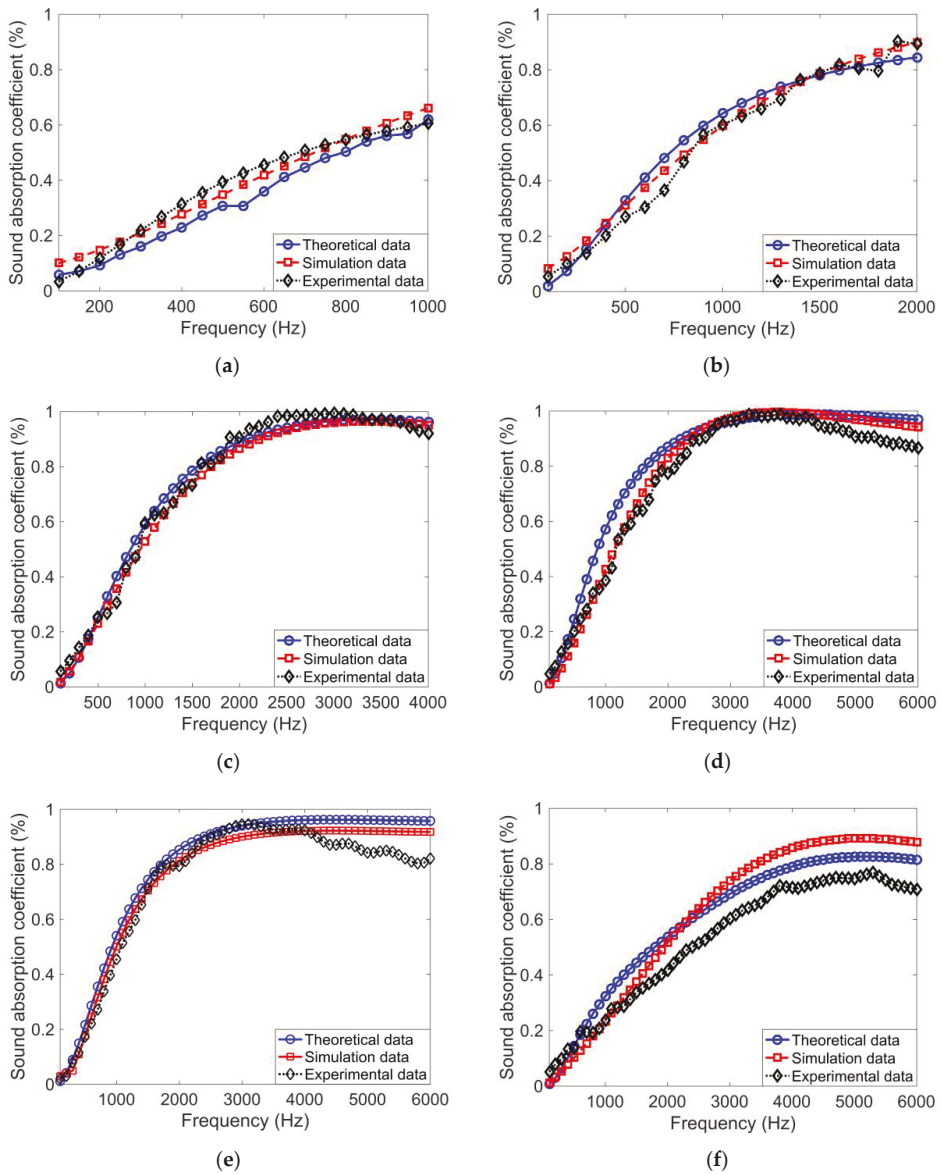 1
0.8
0.6
0.4
0.2
0
Sound absorption coefficient (%)
Theoretical data
Simulation data
Experimental data
200 400 600 800 1000
Frequency (Hz)
(a)
1
0.8
0.6
0.4
0.2
0
Sound absorption coefficient (%)
Theoretical data
Simulation data
Experimental data
500 1000 1500 2000
Frequency (Hz)
(b)
1
0.8
0.6
0.4
0.2
0
Sound absorption coefficient (%)
Theoretical data
Simulation data
Experimental data
500 1000 1500 2000 2500 3000 3500 4000
Frequency (Hz)
(c)
1
0.8
0.6
0.4
0.2
0
Sound absorption coefficient (%)
Theoretical data
Simulation data
Experimental data
1000 2000 3000 4000 5000 6000
Frequency (Hz)
(d)
1
0.8
0.6
0.4
0.2
0
Sound absorption coefficient (%)
Theoretical data
Simulation data
Experimental data
1000 2000 3000 4000 5000 6000
Frequency (Hz)
(e)
1
0.8
0.6
0.4
0.2
0
Sound absorption coefficient (%)
Theoretical data
Simulation data
Experimental data
1000 2000 3000 4000 5000 6000
Frequency (Hz)
(f)